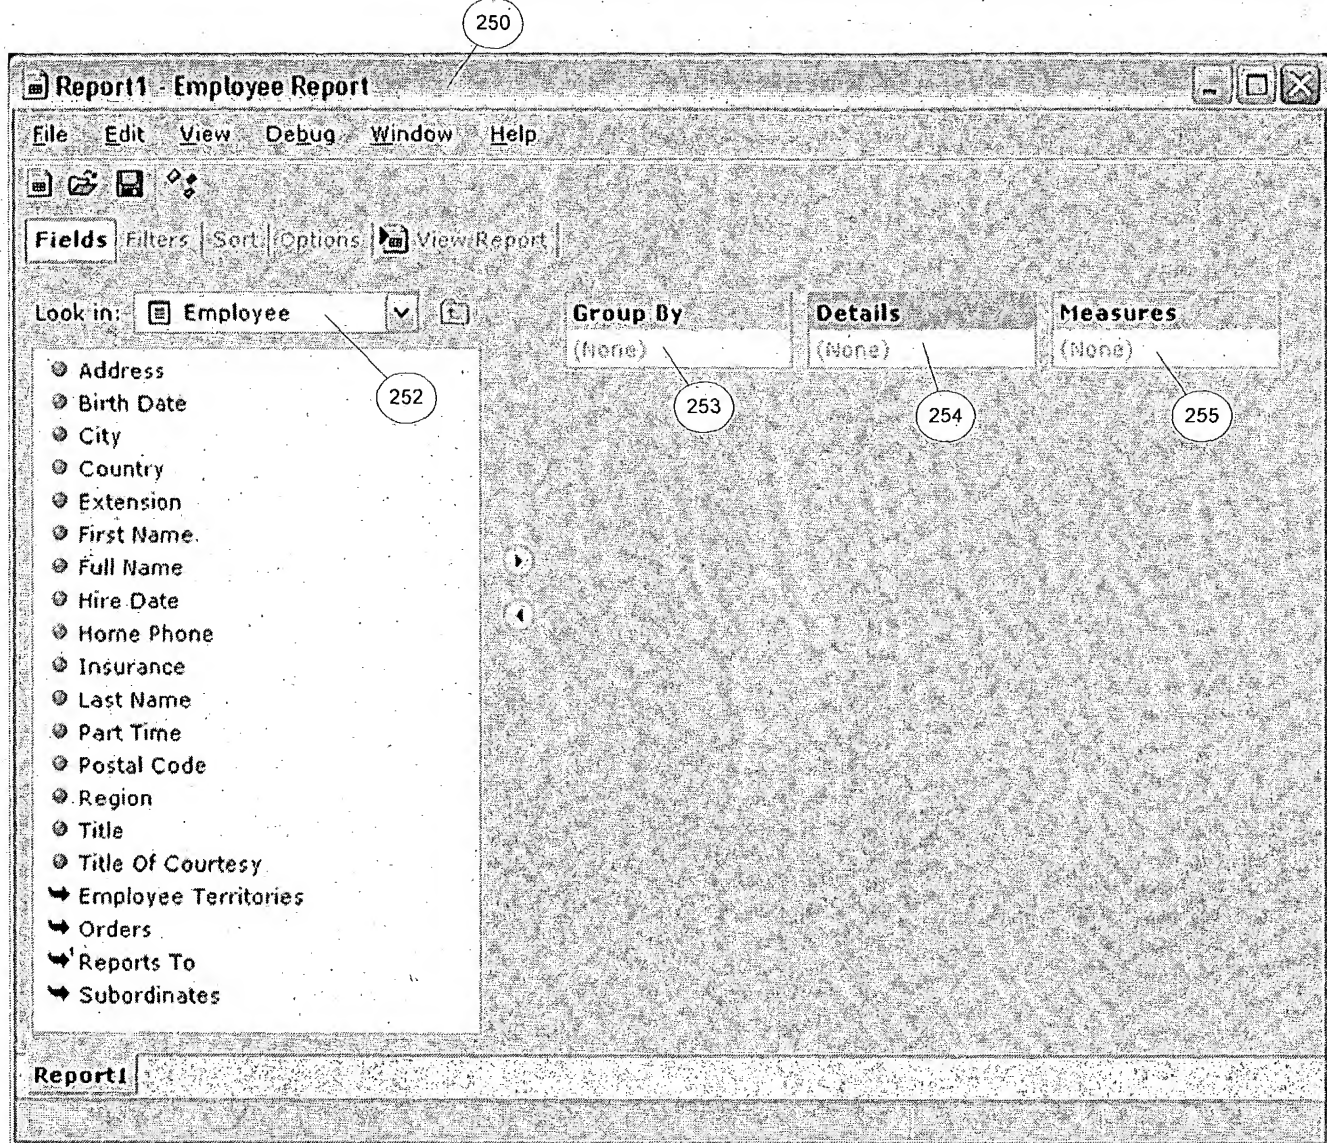 250
Report1 - Employee Report
File Edit View Debug Window Help
Fields Filters Sort Options View Report
Look in: Employee
Group By Details Measures
(None) (None) (None)
252 253 254 255
Address
Birth Date
City
Country
Extension
First Name
Full Name
Hire Date
Home Phone
Insurance
Last Name
Part Time
Postal Code
Region
Title
Title Of Courtesy
Employee Territories
Orders
1 Reports To
Subordinates
Report1